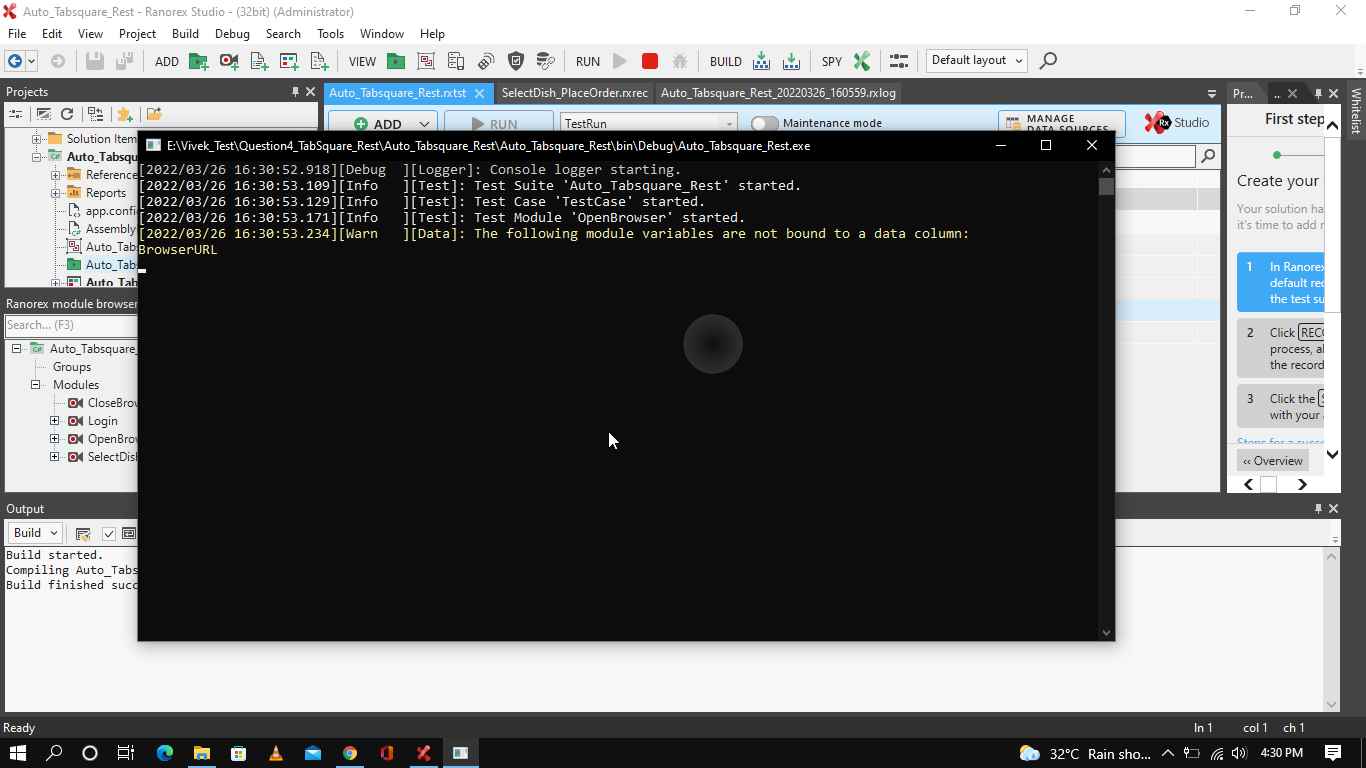 Auto_Tabsquare_Rest - Ranorex Studio - (32bit) (Administrator)
File Edit View Project Build Debug Search Tools Window Help
ADD VIEW RUN BUILD SPY Default layout
Projects
Auto_Tabsquare_Rest.rxtst SelectDish_PlaceOrder.rxrec Auto_Tabsquare_Rest_20220326_160559.rxlog
Pr... ..
Whitelist
ADD RUN TestRun Maintenance mode MANAGE DATA SOURCES Rx Studio
Solution Item
Auto_Tabsqu
Reference
Reports
app.confi
Assembly
Auto_Tab
Auto_Tab
Auto_Tab
E:\Vivek_Test\Question4_TabSquare_Rest\Auto_Tabsquare_Rest\Auto_Tabsquare_Rest\bin\Debug\Auto_Tabsquare_Rest.exe
[2022/03/26 16:30:52.918][Debug ][Logger]: Console logger starting.
[2022/03/26 16:30:53.109][Info ][Test]: Test Suite 'Auto_Tabsquare_Rest' started.
[2022/03/26 16:30:53.129][Info ][Test]: Test Case 'TestCase' started.
[2022/03/26 16:30:53.171][Info ][Test]: Test Module 'OpenBrowser' started.
[2022/03/26 16:30:53.234][Warn ][Data]: The following module variables are not bound to a data column:
BrowserURL
First step
Create your
Your solution ha
it's time to add r
1 In Ranorex
default rec
the test su
2 Click REC
process, al
the record
3 Click the
with your
‹‹ Overview
Ranorex module browser
Search... (F3)
Auto_Tabsquare_
Groups
Modules
CloseBrow
Login
OpenBrow
SelectDis
Output
Build
Build started.
Compiling Auto_Tabs
Build finished succ
Ready
ln 1 col 1 ch 1
32°C Rain sho... 4:30 PM